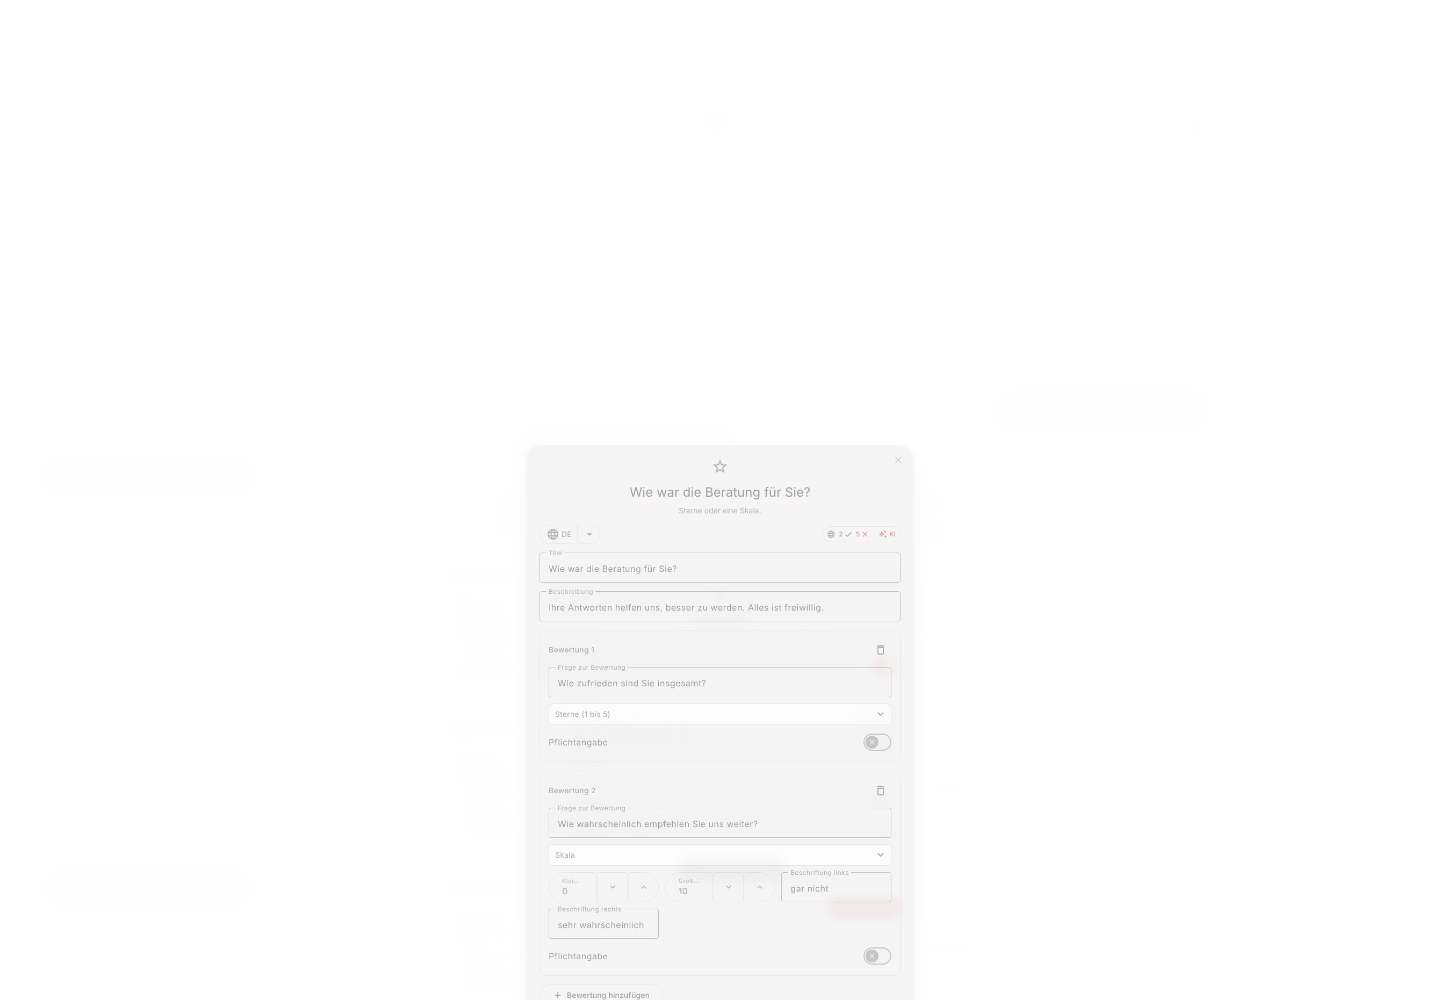 Wie war die Beratung für Sie?
Sterne oder eine Skala.
DE
2 5 KI
Titel
Wie war die Beratung für Sie?
Beschreibung
Ihre Antworten helfen uns, besser zu werden. Alles ist freiwillig.
Bewertung 1
Frage zur Bewertung
Wie zufrieden sind Sie insgesamt?
Sterne (1 bis 5)
Pflichtangabe
Bewertung 2
Frage zur Bewertung
Wie wahrscheinlich empfehlen Sie uns weiter?
Skala
Klei...
0
Größ...
10
Beschriftung links
gar nicht
Beschriftung rechts
sehr wahrscheinlich
Pflichtangabe
+ Bewertung hinzufügen